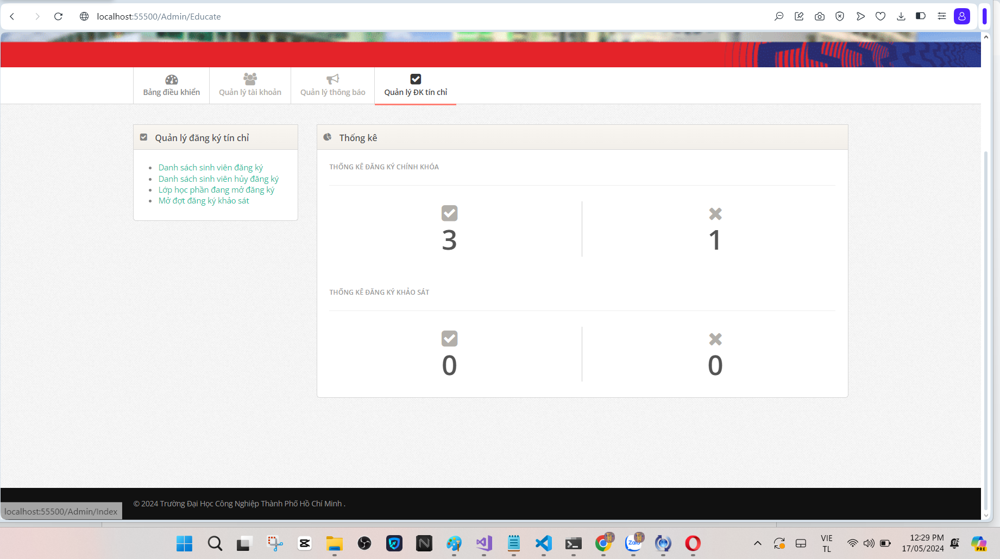 localhost:55500/Admin/Educate
Bảng điều khiển
Quản lý tài khoản
Quản lý thông báo
Quản lý ĐK tín chỉ
Quản lý đăng ký tín chỉ
Danh sách sinh viên đăng ký
Danh sách sinh viên hủy đăng ký
Lớp học phần đang mở đăng ký
Mở đợt đăng ký khảo sát
Thống kê
THỐNG KÊ ĐĂNG KÝ CHÍNH KHÓA
3
1
THỐNG KÊ ĐĂNG KÝ KHẢO SÁT
0
0
© 2024 Trường Đại Học Công Nghiệp Thành Phố Hồ Chí Minh .
localhost:55500/Admin/Index
Zalo
VIE
TL
12:29 PM
17/05/2024
PRE